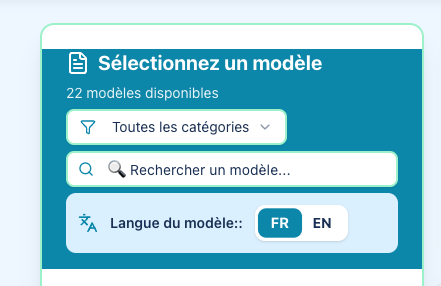 Sélectionnez un modèle
22 modèles disponibles
Toutes les catégories
🔍 Rechercher un modèle...
Langue du modèle:: FR EN